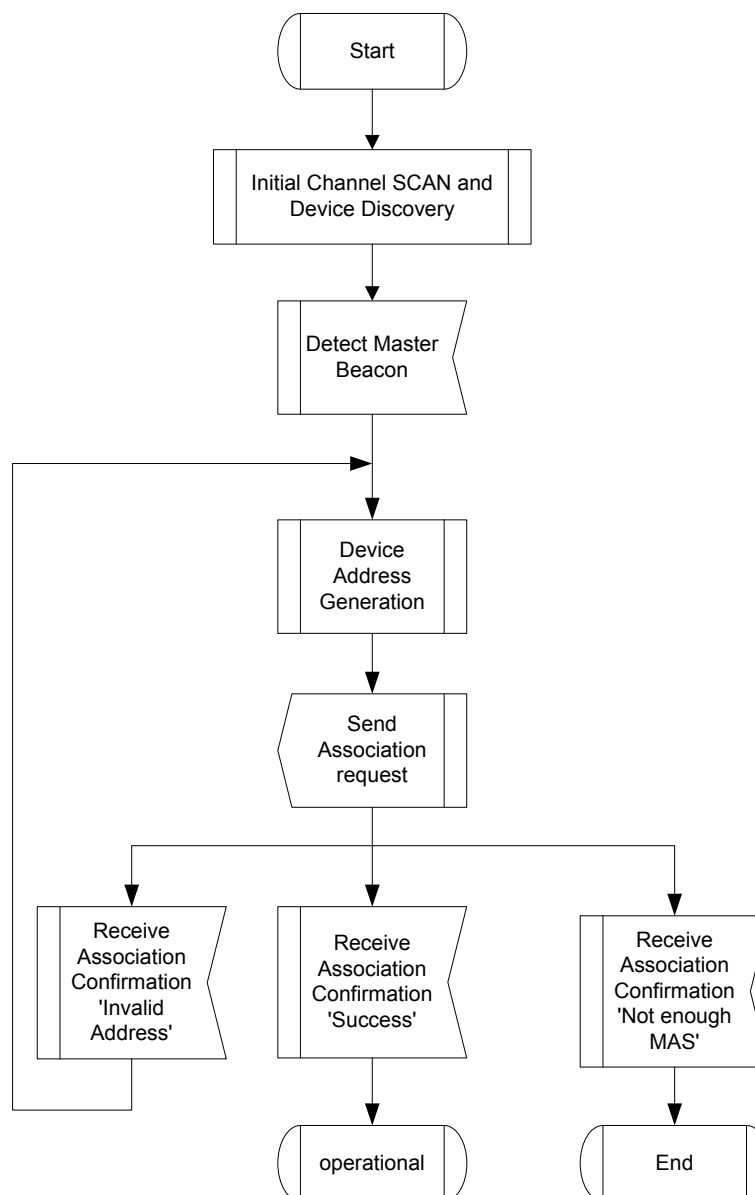 Start
Initial Channel SCAN and
Device Discovery
Detect Master
Beacon
Device
Address
Generation
Send
Association
request
Receive
Association
Confirmation
'Invalid
Address'
Receive
Association
Confirmation
'Success'
Receive
Association
Confirmation
'Not enough
MAS'
operational
End